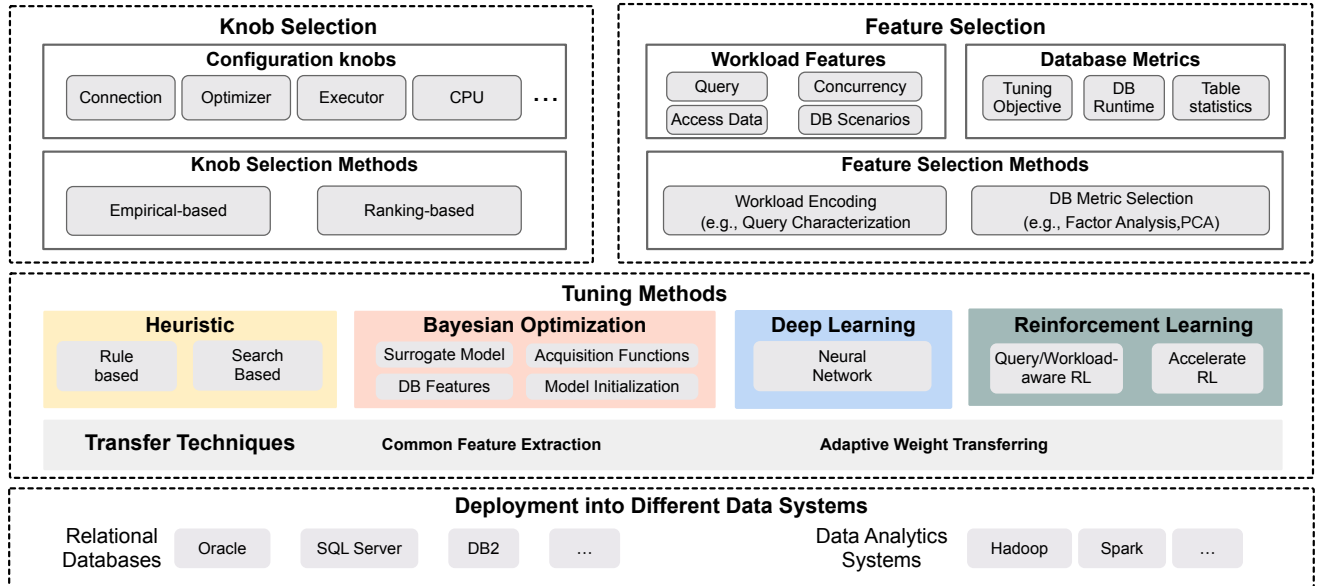 Knob Selection
Configuration knobs
Connection
Optimizer
Executor
CPU
...
Knob Selection Methods
Empirical-based
Ranking-based
Feature Selection
Workload Features
Query
Concurrency
Access Data
DB Scenarios
Database Metrics
Tuning
Objective
DB
Runtime
Table
statistics
Feature Selection Methods
Workload Encoding
(e.g., Query Characterization
DB Metric Selection
(e.g., Factor Analysis,PCA)
Tuning Methods
Heuristic
Rule
based
Search
Based
Bayesian Optimization
Surrogate Model
Acquisition Functions
DB Features
Model Initialization
Deep Learning
Neural
Network
Reinforcement Learning
Query/Workload-
aware RL
Accelerate
RL
Transfer Techniques
Common Feature Extraction
Adaptive Weight Transferring
Deployment into Different Data Systems
Relational
Databases
Oracle
SQL Server
DB2
...
Data Analytics
Systems
Hadoop
Spark
...